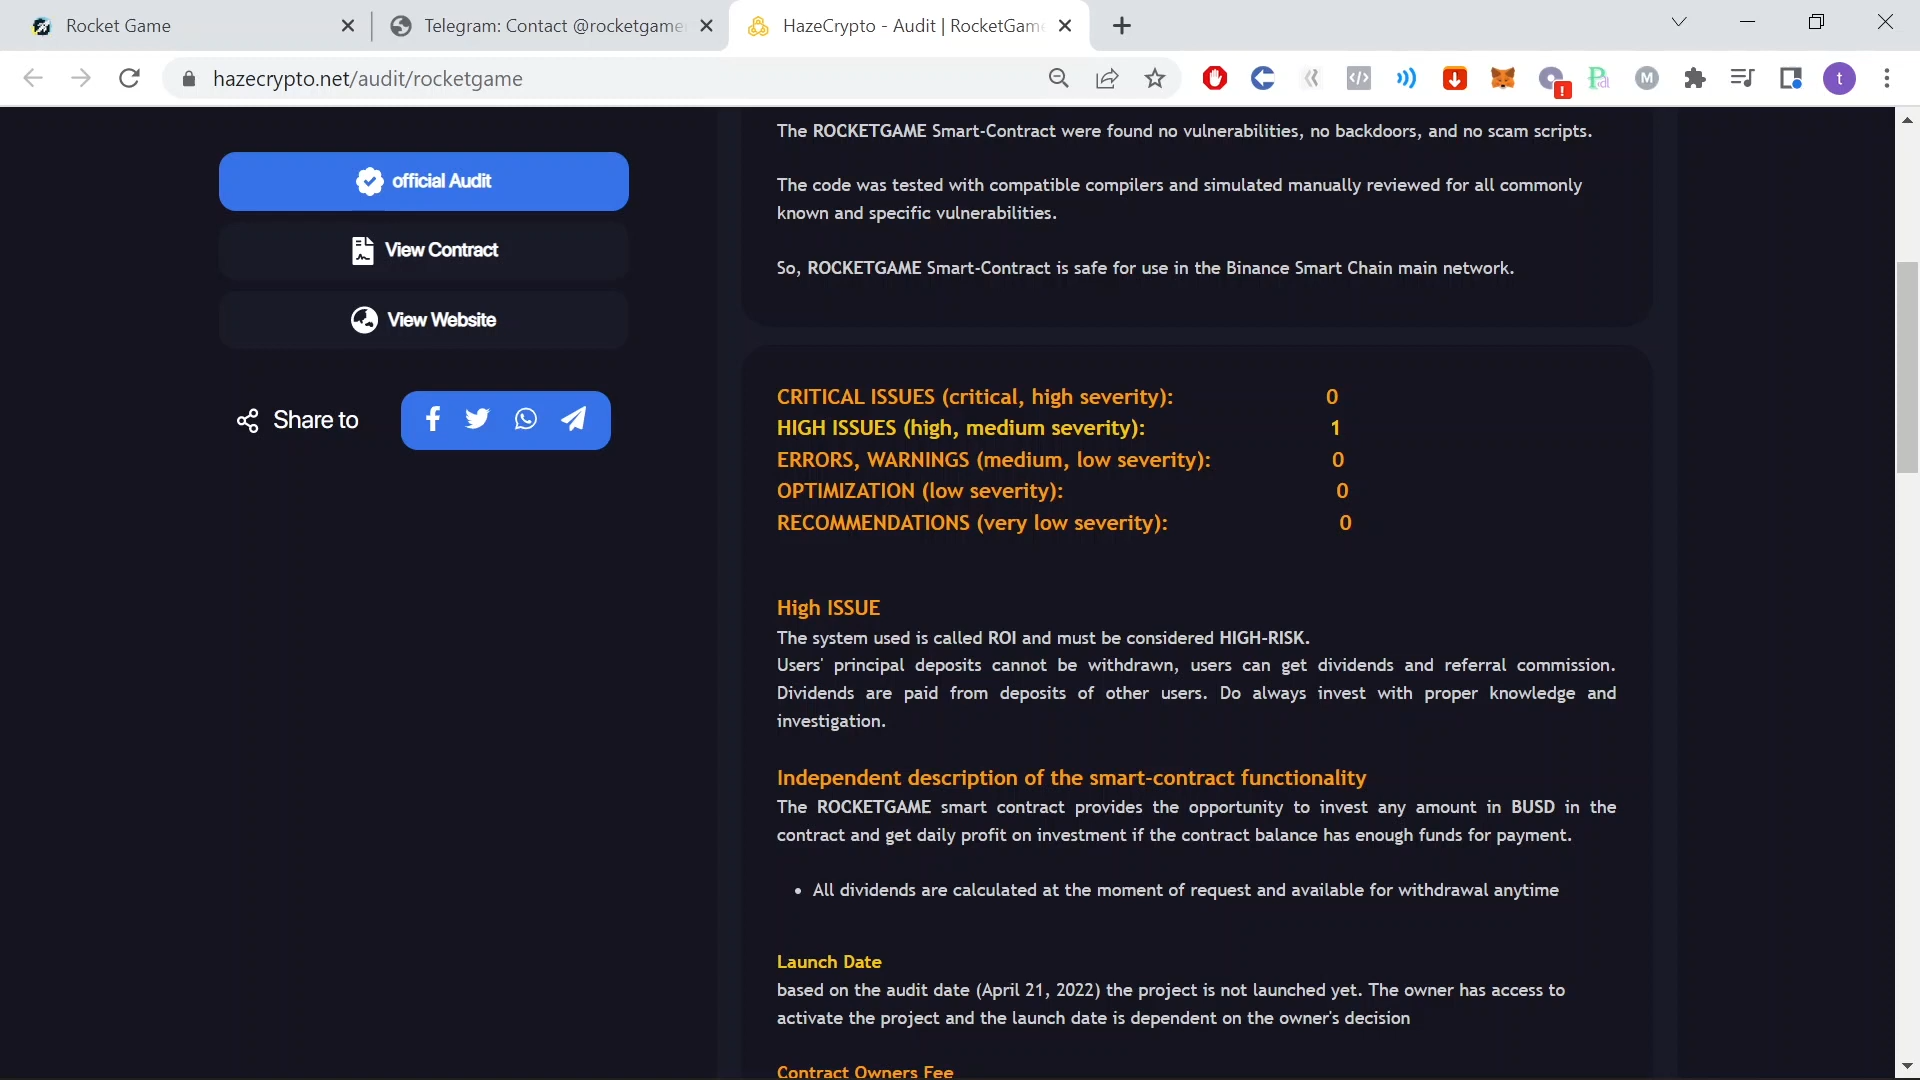 Rocket Game
Telegram: Contact @rocketgame
HazeCrypto - Audit | RocketGam
hazecrypto.net/audit/rocketgame
M
t
official Audit
View Contract
View Website
Share to
The ROCKETGAME Smart-Contract were found no vulnerabilities, no backdoors, and no scam scripts.
The code was tested with compatible compilers and simulated manually reviewed for all commonly
known and specific vulnerabilities.
So, ROCKETGAME Smart-Contract is safe for use in the Binance Smart Chain main network.
CRITICAL ISSUES (critical, high severity): 0
HIGH ISSUES (high, medium severity): 1
ERRORS, WARNINGS (medium, low severity): 0
OPTIMIZATION (low severity): 0
RECOMMENDATIONS (very low severity): 0
High ISSUE
The system used is called ROI and must be considered HIGH-RISK.
Users' principal deposits cannot be withdrawn, users can get dividends and referral commission.
Dividends are paid from deposits of other users. Do always invest with proper knowledge and
investigation.
Independent description of the smart-contract functionality
The ROCKETGAME smart contract provides the opportunity to invest any amount in BUSD in the
contract and get daily profit on investment if the contract balance has enough funds for payment.
• All dividends are calculated at the moment of request and available for withdrawal anytime
Launch Date
based on the audit date (April 21, 2022) the project is not launched yet. The owner has access to
activate the project and the launch date is dependent on the owner's decision
Contract Owners Fee